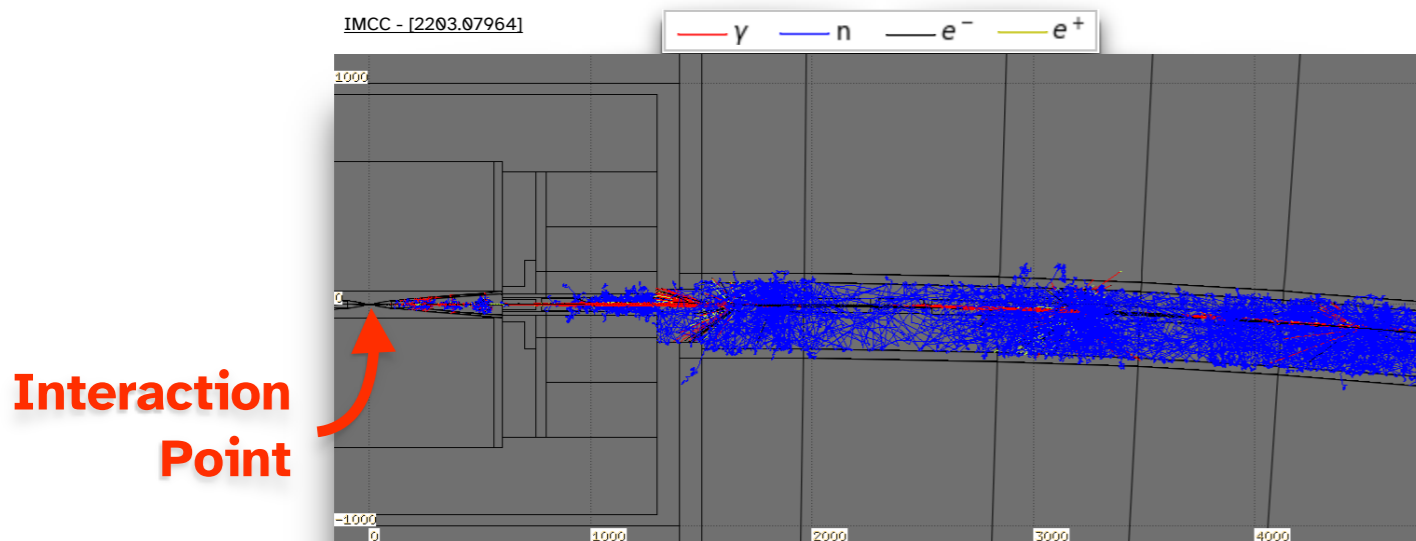 IMCC - [2203.07964]
γ n e⁻ e⁺
1000
0
Interaction
Point
-1000
0 1000 2000 3000 4000